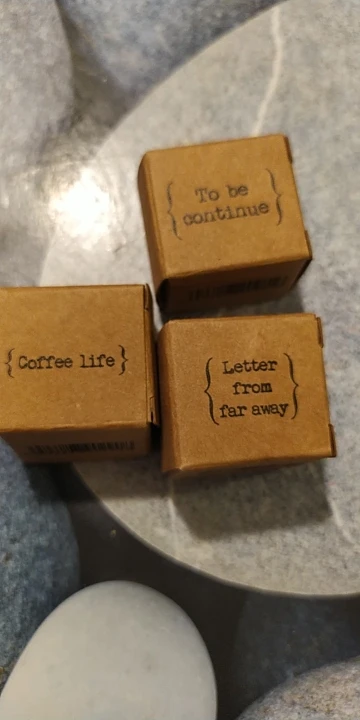 {To be
continue}
{Coffee life}
{Letter
from
far away}